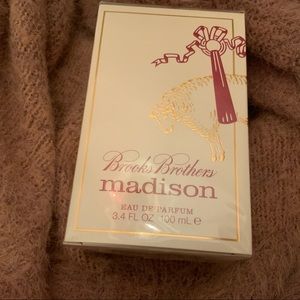 Brooks Brothers
madison
EAU DE PARFUM
3.4 FL OZ 100 mL ℮